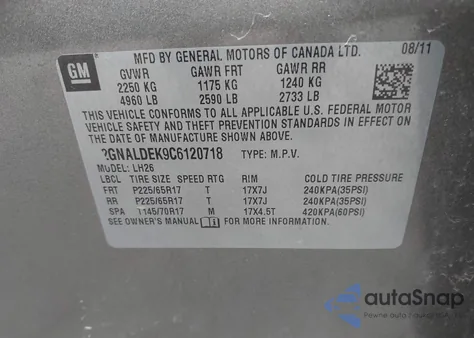 GM
MFD BY GENERAL MOTORS OF CANADA LTD. 08/11
GVWR GAWR FRT GAWR RR
2250 KG 1175 KG 1240 KG
4960 LB 2590 LB 2733 LB
THIS VEHICLE CONFORMS TO ALL APPLICABLE U.S. FEDERAL MOTOR
VEHICLE SAFETY AND THEFT PREVENTION STANDARDS IN EFFECT ON
THE DATE OF MANUFACTURE SHOWN ABOVE.
2GNALDEK9C6120718 TYPE: M.P.V.
MODEL: LH26
LBCL TIRE SIZE SPEED RTG RIM COLD TIRE PRESSURE
FRT P225/65R17 T 17X7J 240KPA(35PSI)
RR P225/65R17 T 17X7J 240KPA(35PSI)
SPA T145/70R17 M 17X4.5T 420KPA(60PSI)
SEE OWNER'S MANUAL FOR MORE INFORMATION
autoSnap
Pewne auto z autoSnap